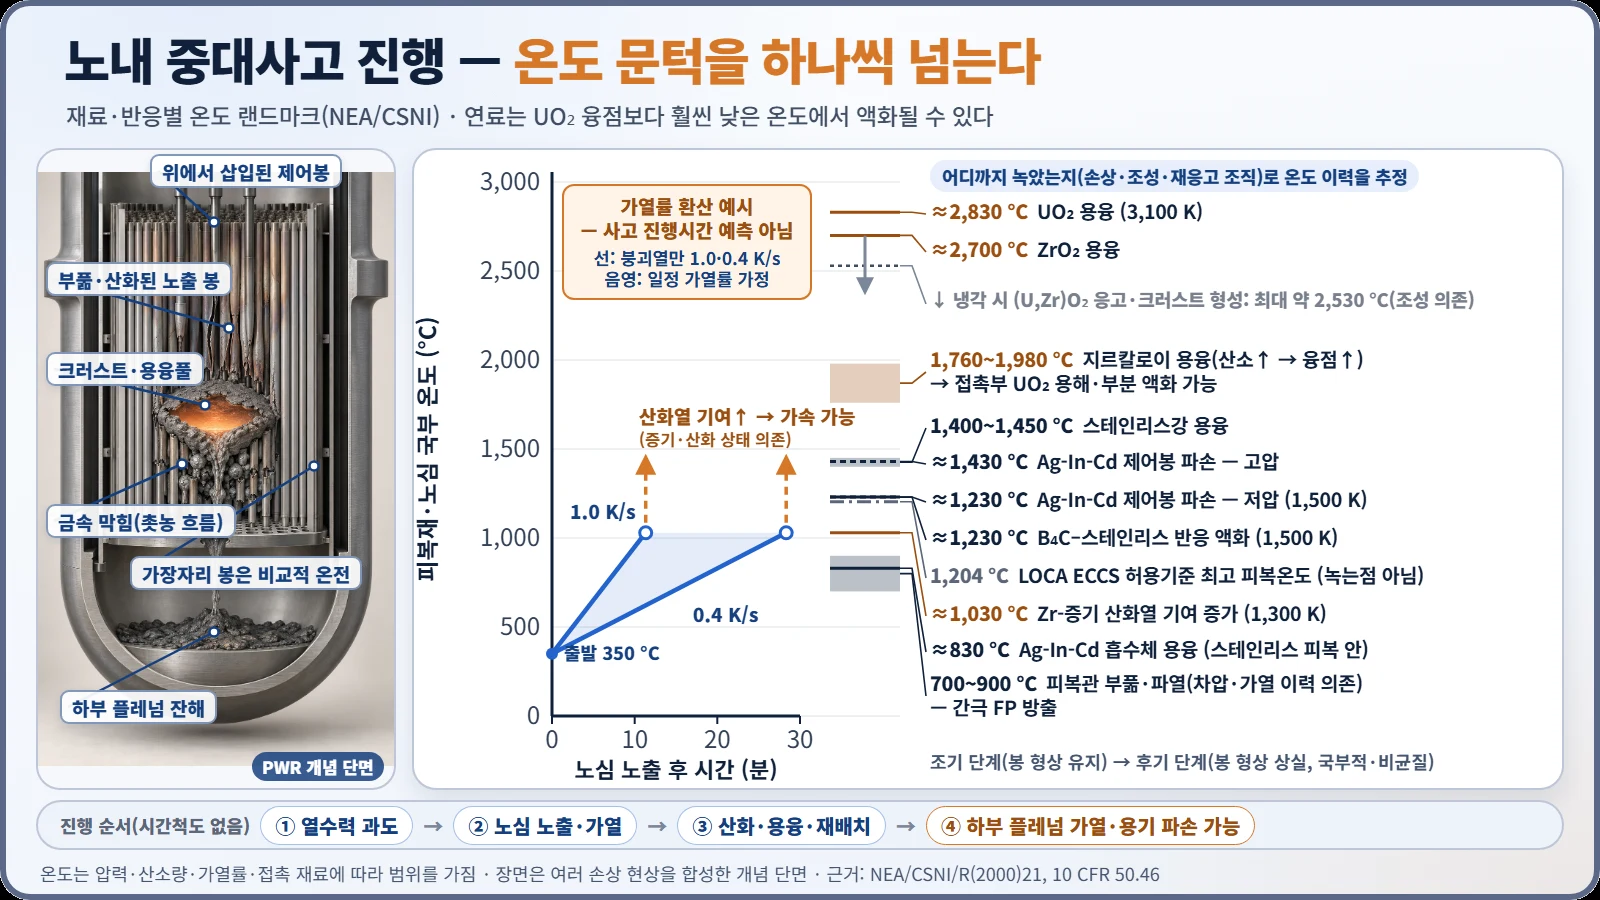 노내 중대사고 진행 — 온도 문턱을 하나씩 넘는다
재료·반응별 온도 랜드마크(NEA/CSNI) · 연료는 UO₂ 융점보다 훨씬 낮은 온도에서 액화될 수 있다
위에서 삽입된 제어봉
부풂·산화된 노출 봉
크러스트·용융풀
금속 막힘(촛농 흐름)
가장자리 봉은 비교적 온전
하부 플레넘 잔해
PWR 개념 단면
피복재·노심 국부 온도 (°C)
3,000
2,500
2,000
1,500
1,000
500
0
가열률 환산 예시
— 사고 진행시간 예측 아님
선: 붕괴열만 1.0·0.4 K/s
음영: 일정 가열률 가정
산화열 기여↑ → 가속 가능
(증기·산화 상태 의존)
1.0 K/s
0.4 K/s
출발 350 °C
0 10 20 30
노심 노출 후 시간 (분)
어디까지 녹았는지(손상·조성·재응고 조직)로 온도 이력을 추정
≈2,830 °C UO₂ 용융 (3,100 K)
≈2,700 °C ZrO₂ 용융
↓ 냉각 시 (U,Zr)O₂ 응고·크러스트 형성: 최대 약 2,530 °C(조성 의존)
1,760~1,980 °C 지르칼로이 용융(산소↑ → 융점↑)
→ 접촉부 UO₂ 용해·부분 액화 가능
1,400~1,450 °C 스테인리스강 용융
≈1,430 °C Ag-In-Cd 제어봉 파손 — 고압
≈1,230 °C Ag-In-Cd 제어봉 파손 — 저압 (1,500 K)
≈1,230 °C B₄C–스테인리스 반응 액화 (1,500 K)
1,204 °C LOCA ECCS 허용기준 최고 피복온도 (녹는점 아님)
≈1,030 °C Zr-증기 산화열 기여 증가 (1,300 K)
≈830 °C Ag-In-Cd 흡수체 용융 (스테인리스 피복 안)
700~900 °C 피복관 부풂·파열(차압·가열 이력 의존)
— 간극 FP 방출
조기 단계(봉 형상 유지) → 후기 단계(봉 형상 상실, 국부적·비균질)
진행 순서(시간척도 없음) ① 열수력 과도 → ② 노심 노출·가열 → ③ 산화·용융·재배치 → ④ 하부 플레넘 가열·용기 파손 가능
온도는 압력·산소량·가열률·접촉 재료에 따라 범위를 가짐 · 장면은 여러 손상 현상을 합성한 개념 단면 · 근거: NEA/CSNI/R(2000)21, 10 CFR 50.46